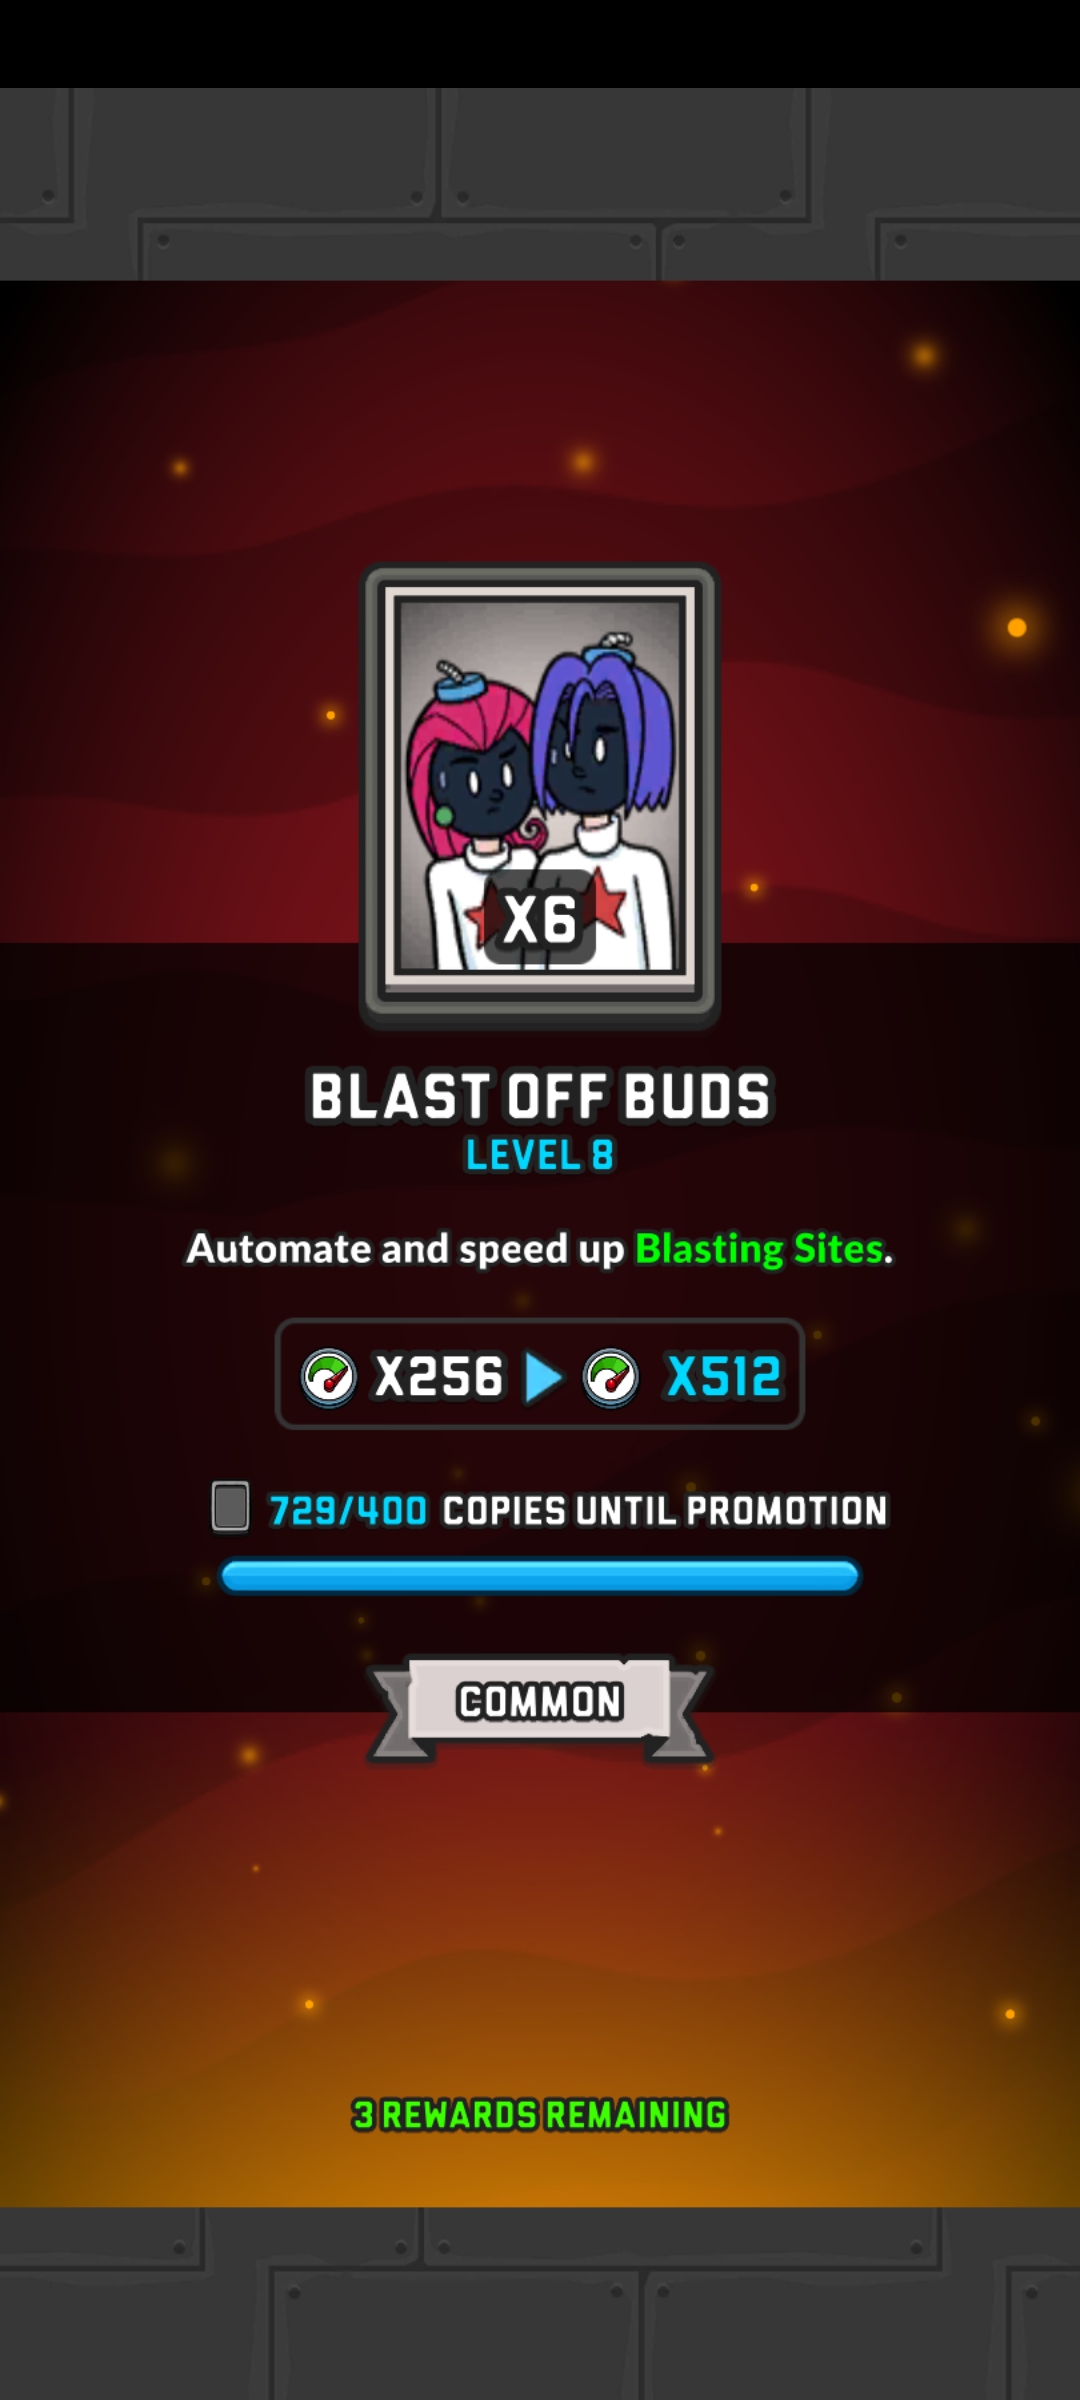 X6
BLAST OFF BUDS
LEVEL 8
Automate and speed up Blasting Sites.
X256 X512
729/400 COPIES UNTIL PROMOTION
COMMON
3 REWARDS REMAINING